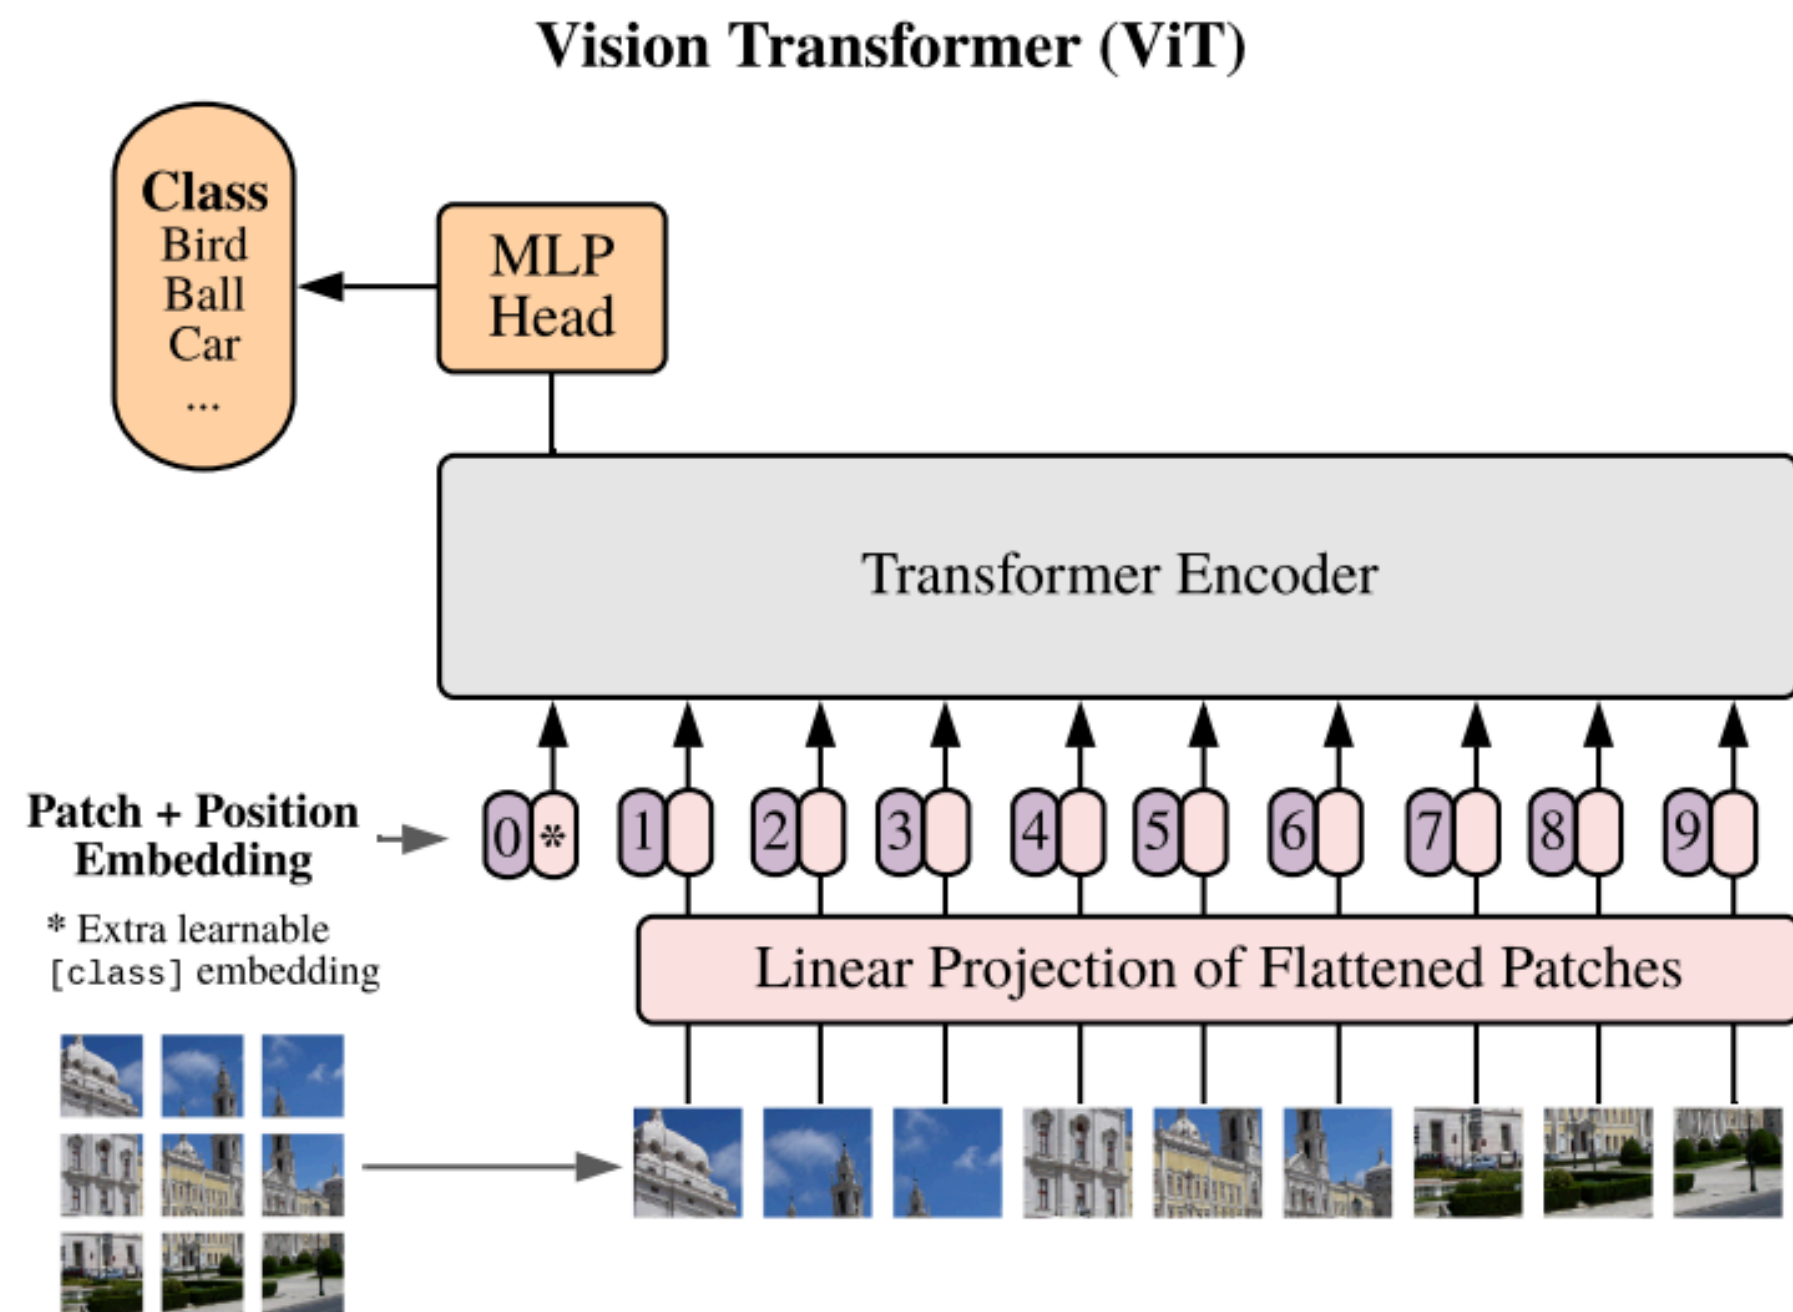 Vision Transformer (ViT)
Class
Bird
Ball
Car
...
MLP
Head
Transformer Encoder
Patch + Position
Embedding
0 * 1 2 3 4 5 6 7 8 9
* Extra learnable
[class] embedding
Linear Projection of Flattened Patches